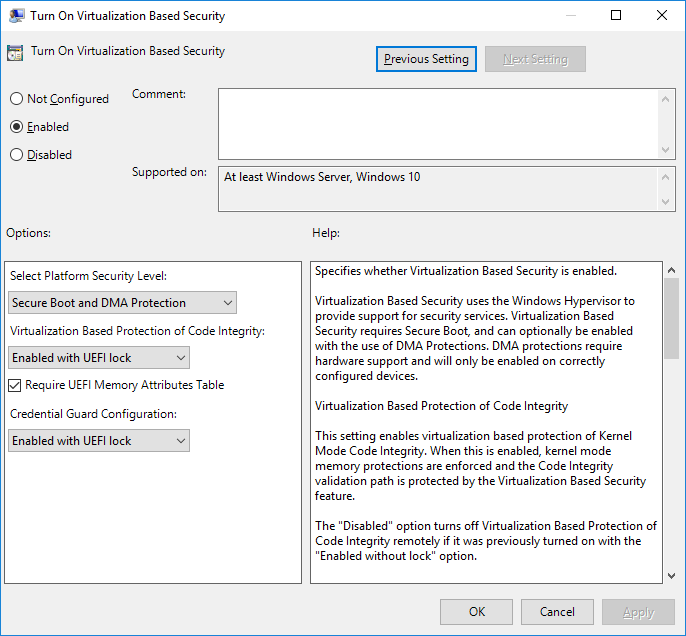 Turn On Virtualization Based Security
Turn On Virtualization Based Security
Previous Setting
Next Setting
Not Configured
Enabled
Disabled
Comment:
Supported on:
At least Windows Server, Windows 10
Options:
Help:
Select Platform Security Level:
Secure Boot and DMA Protection
Virtualization Based Protection of Code Integrity:
Enabled with UEFI lock
Require UEFI Memory Attributes Table
Credential Guard Configuration:
Enabled with UEFI lock
Specifies whether Virtualization Based Security is enabled.
Virtualization Based Security uses the Windows Hypervisor to
provide support for security services. Virtualization Based
Security requires Secure Boot, and can optionally be enabled
with the use of DMA Protections. DMA protections require
hardware support and will only be enabled on correctly
configured devices.
Virtualization Based Protection of Code Integrity
This setting enables virtualization based protection of Kernel
Mode Code Integrity. When this is enabled, kernel mode
memory protections are enforced and the Code Integrity
validation path is protected by the Virtualization Based Security
feature.
The "Disabled" option turns off Virtualization Based Protection of
Code Integrity remotely if it was previously turned on with the
"Enabled without lock" option.
OK
Cancel
Apply